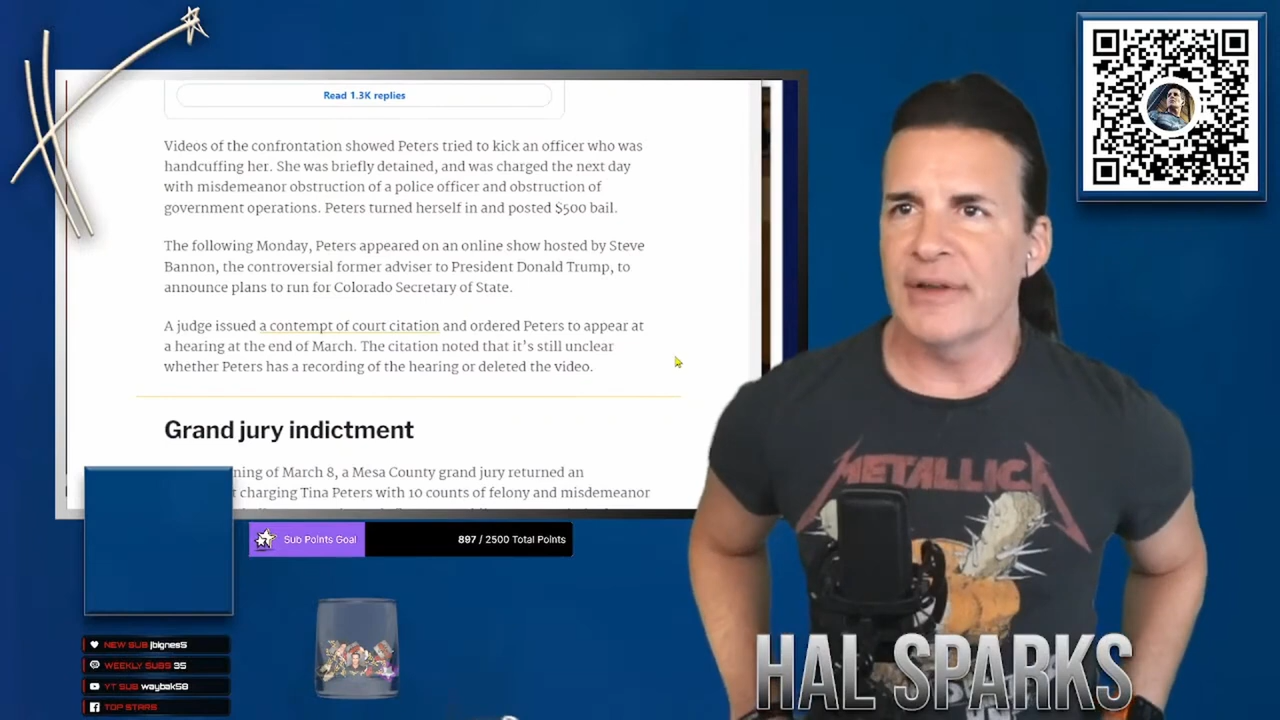 Read 1.3K replies
Videos of the confrontation showed Peters tried to kick an officer who was
handcuffing her. She was briefly detained, and was charged the next day
with misdemeanor obstruction of a police officer and obstruction of
government operations. Peters turned herself in and posted $500 bail.
The following Monday, Peters appeared on an online show hosted by Steve
Bannon, the controversial former adviser to President Donald Trump, to
announce plans to run for Colorado Secretary of State.
A judge issued a contempt of court citation and ordered Peters to appear at
a hearing at the end of March. The citation noted that it's still unclear
whether Peters has a recording of the hearing or deleted the video.
Grand jury indictment
ning of March 8, a Mesa County grand jury returned an
t charging Tina Peters with 10 counts of felony and misdemeanor
Sub Points Goal
897 / 2500 Total Points
NEW SUB jbignes5
WEEKLY SUBS 35
YT SUB waybak58
TOP STARS
METALLICA
HAL SPARKS